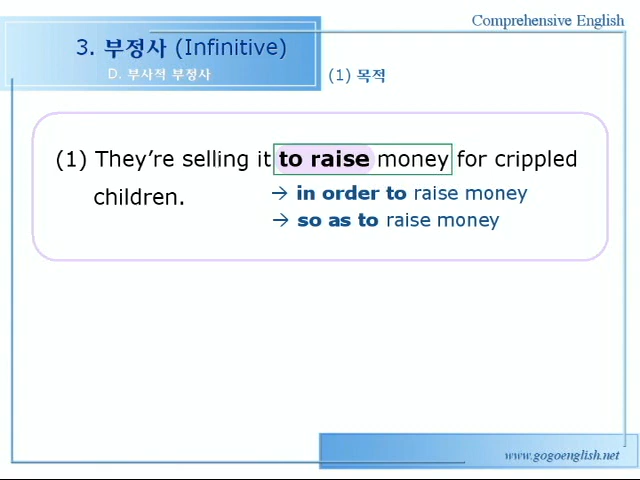 Comprehensive English
3. 부정사 (Infinitive)
D. 부사적 부정사
(1) 목적
(1) They're selling it to raise money for crippled
children.
→ in order to raise money
→ so as to raise money
www.gogoenglish.net